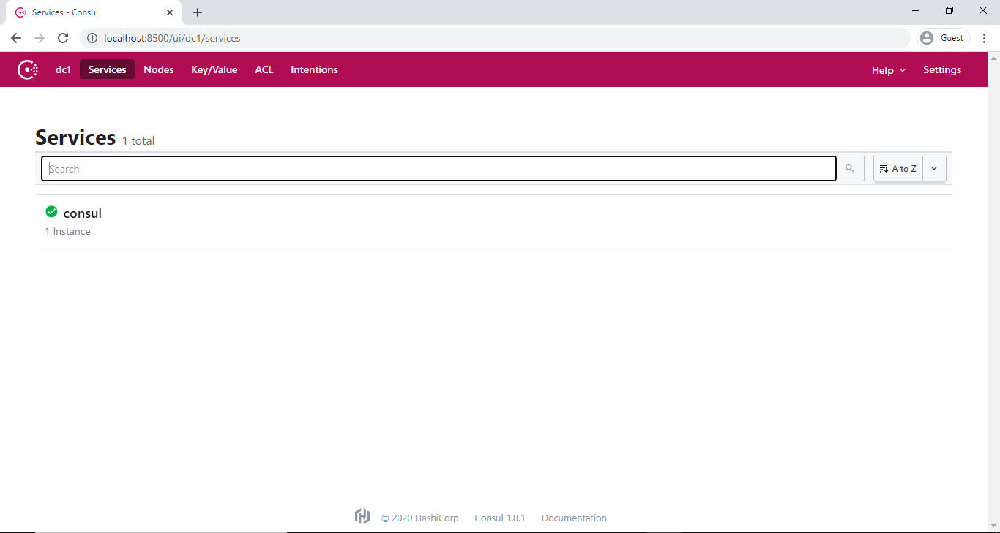 Services - Consul
localhost:8500/ui/dc1/services
Guest
dc1 Services Nodes Key/Value ACL Intentions Help Settings
Services 1 total
Search
A to Z
consul
1 Instance
© 2020 HashiCorp Consul 1.8.1 Documentation